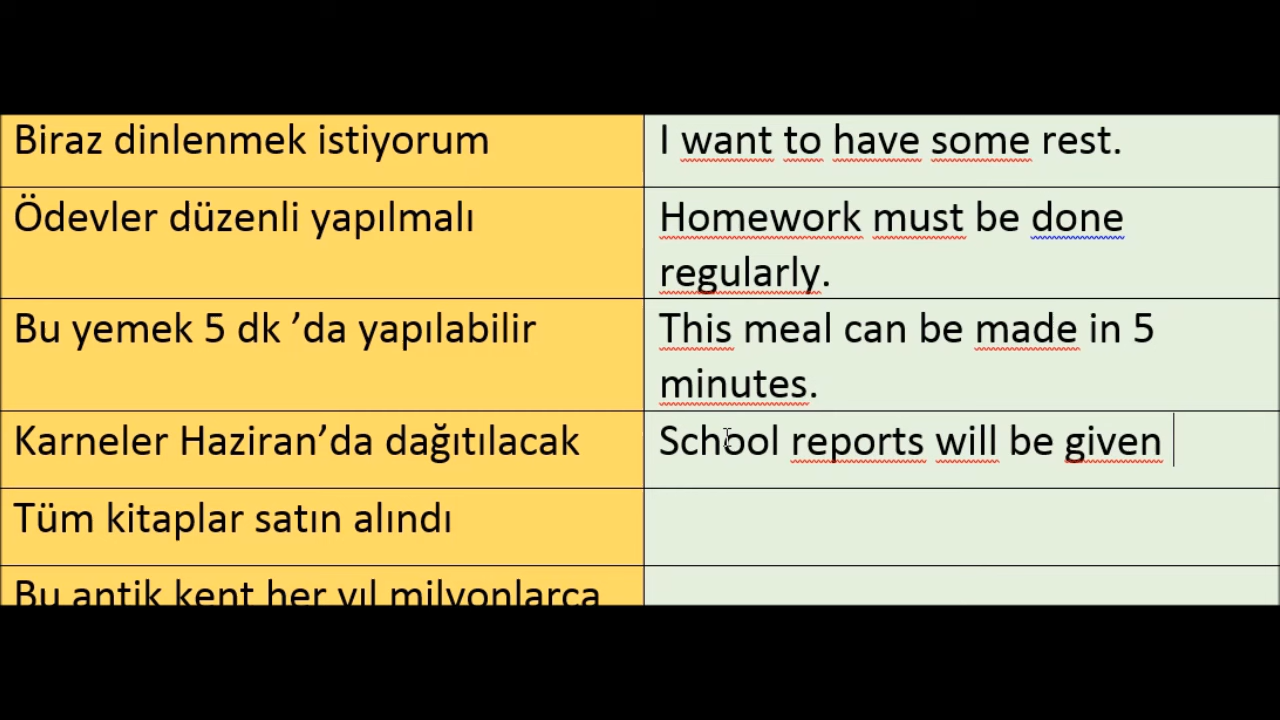 Biraz dinlenmek istiyorum
I want to have some rest.
Ödevler düzenli yapılmalı
Homework must be done
regularly.
Bu yemek 5 dk ’da yapılabilir
This meal can be made in 5
minutes.
Karneler Haziran’da dağıtılacak
School reports will be given
Tüm kitaplar satın alındı
Bu antik kent her yıl milyonlarca